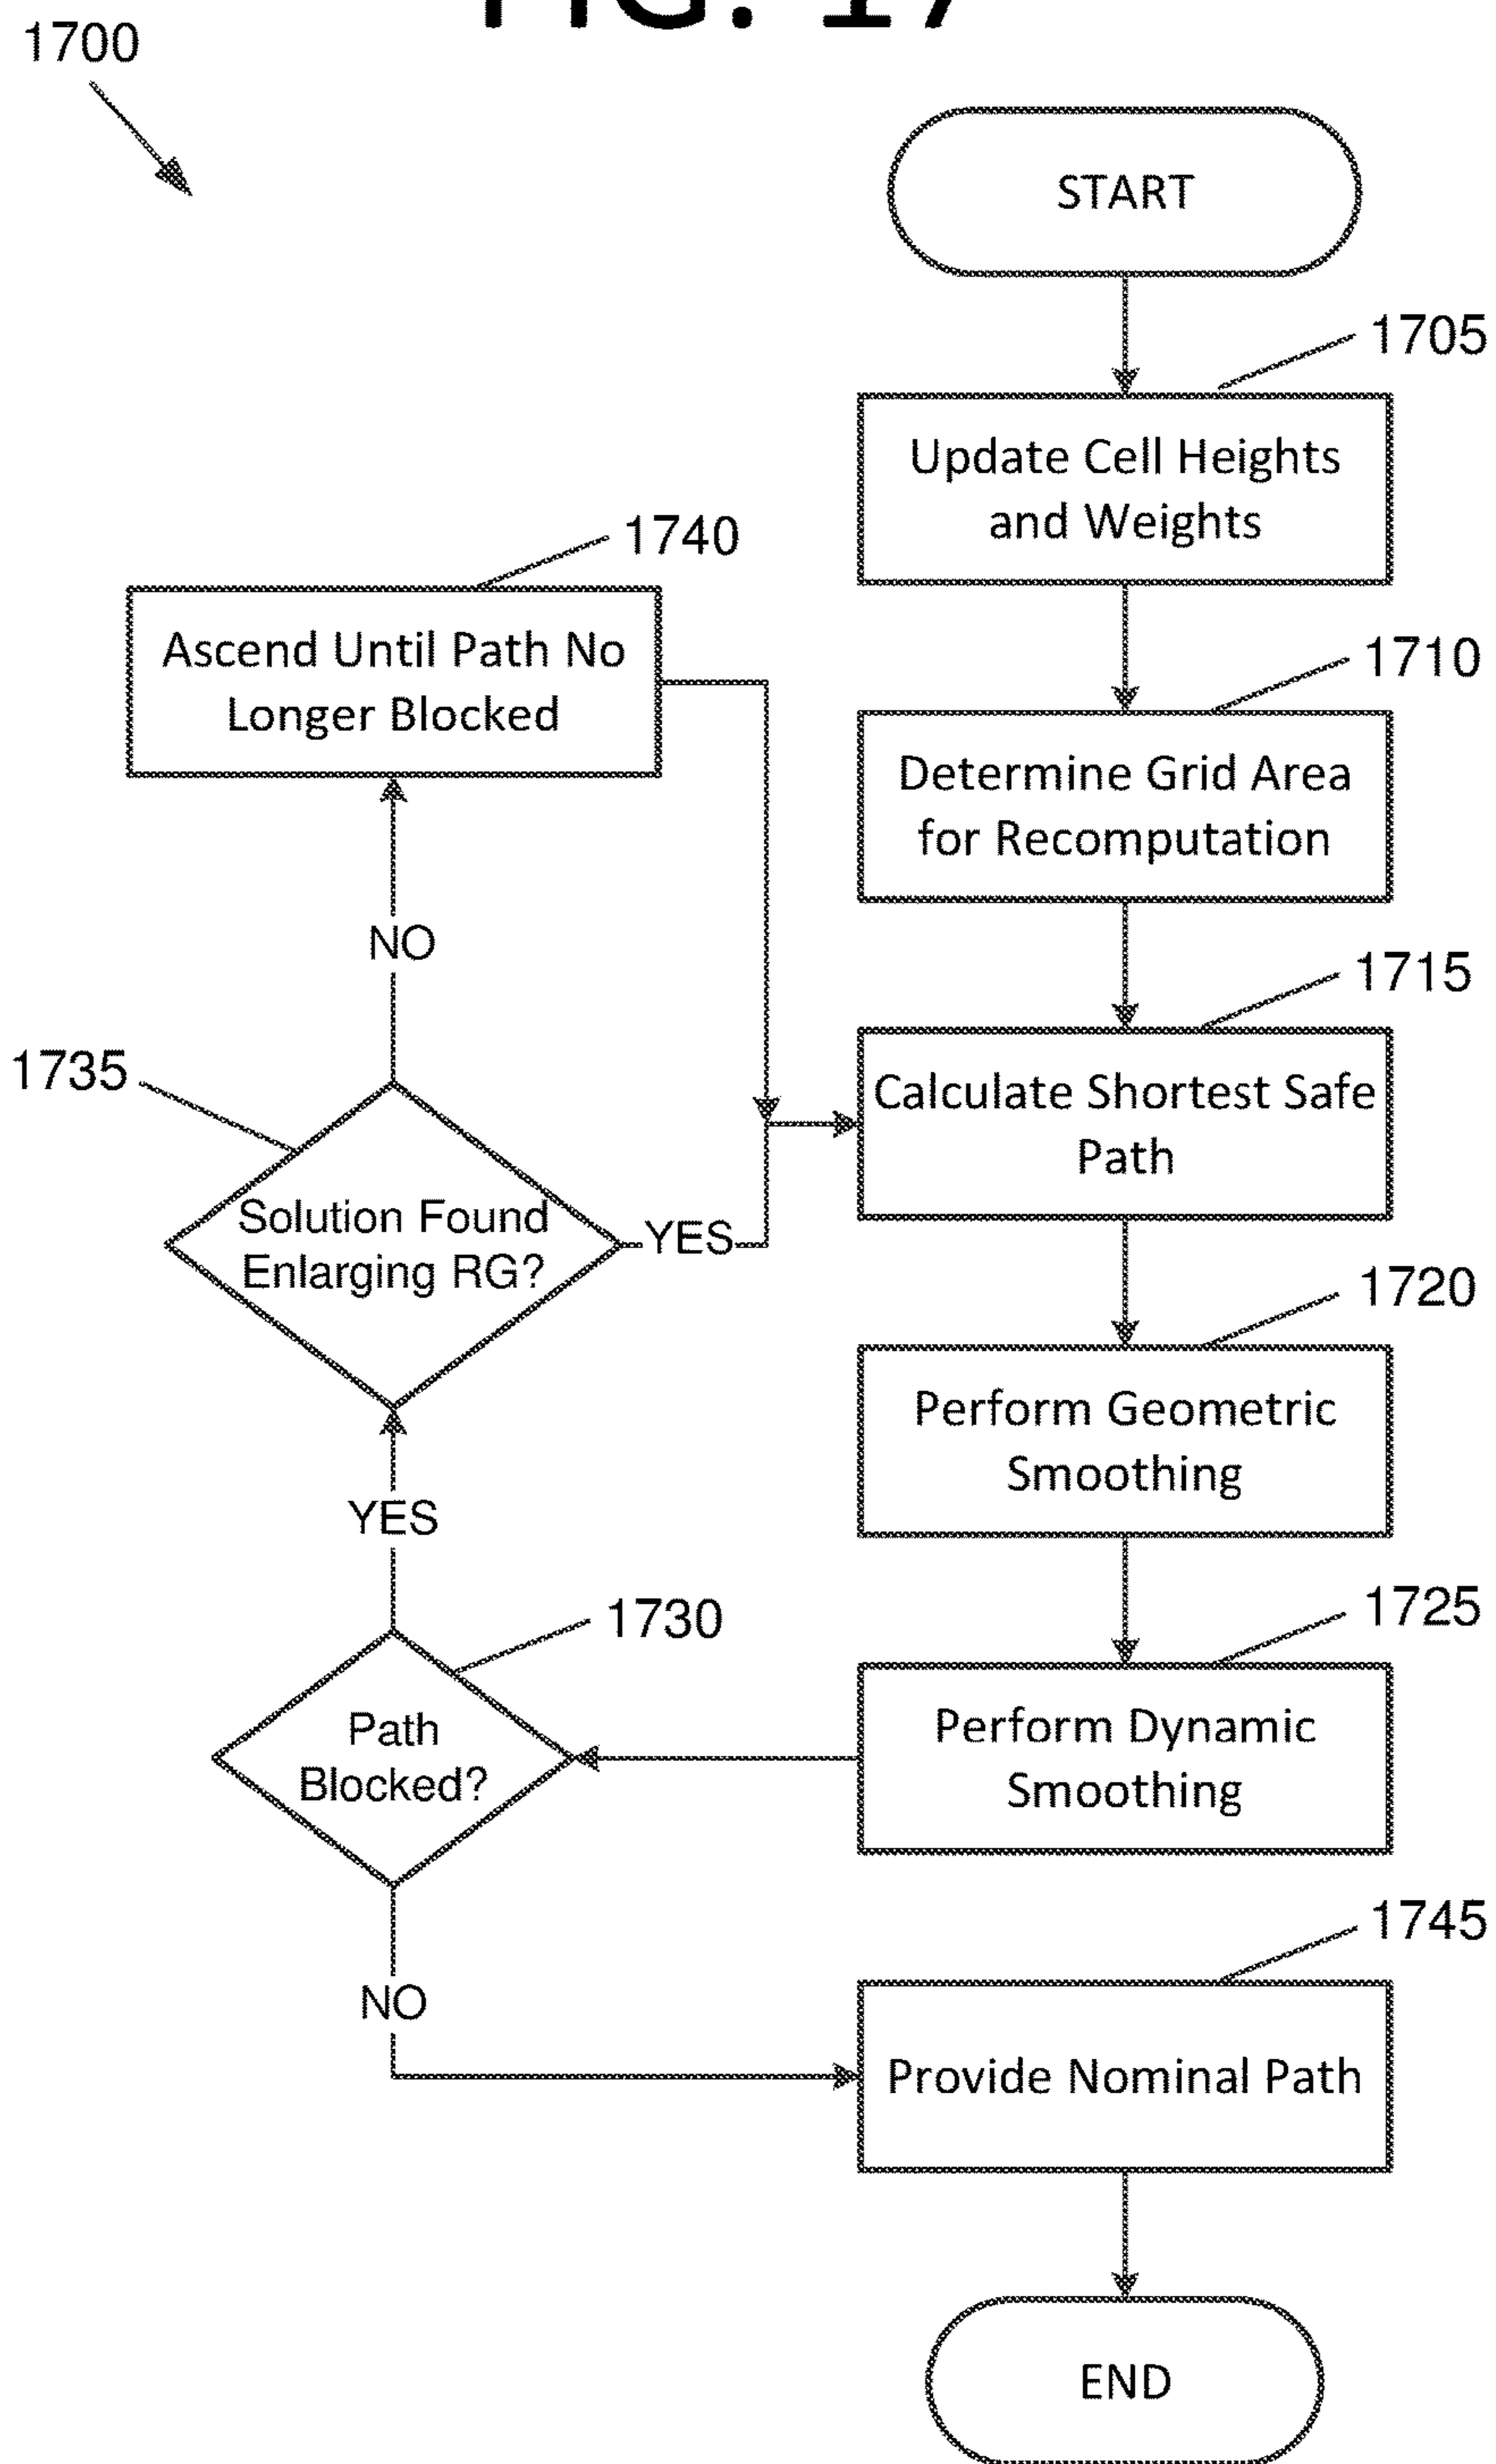 FIG. 17
1700
START
1705
Update Cell Heights
and Weights
1740
Ascend Until Path No
Longer Blocked
1710
Determine Grid Area
for Recomputation
NO
1715
Calculate Shortest Safe
Path
1735
Solution Found
Enlarging RG?
YES
1720
Perform Geometric
Smoothing
YES
1730
Path
Blocked?
1725
Perform Dynamic
Smoothing
NO
1745
Provide Nominal Path
END